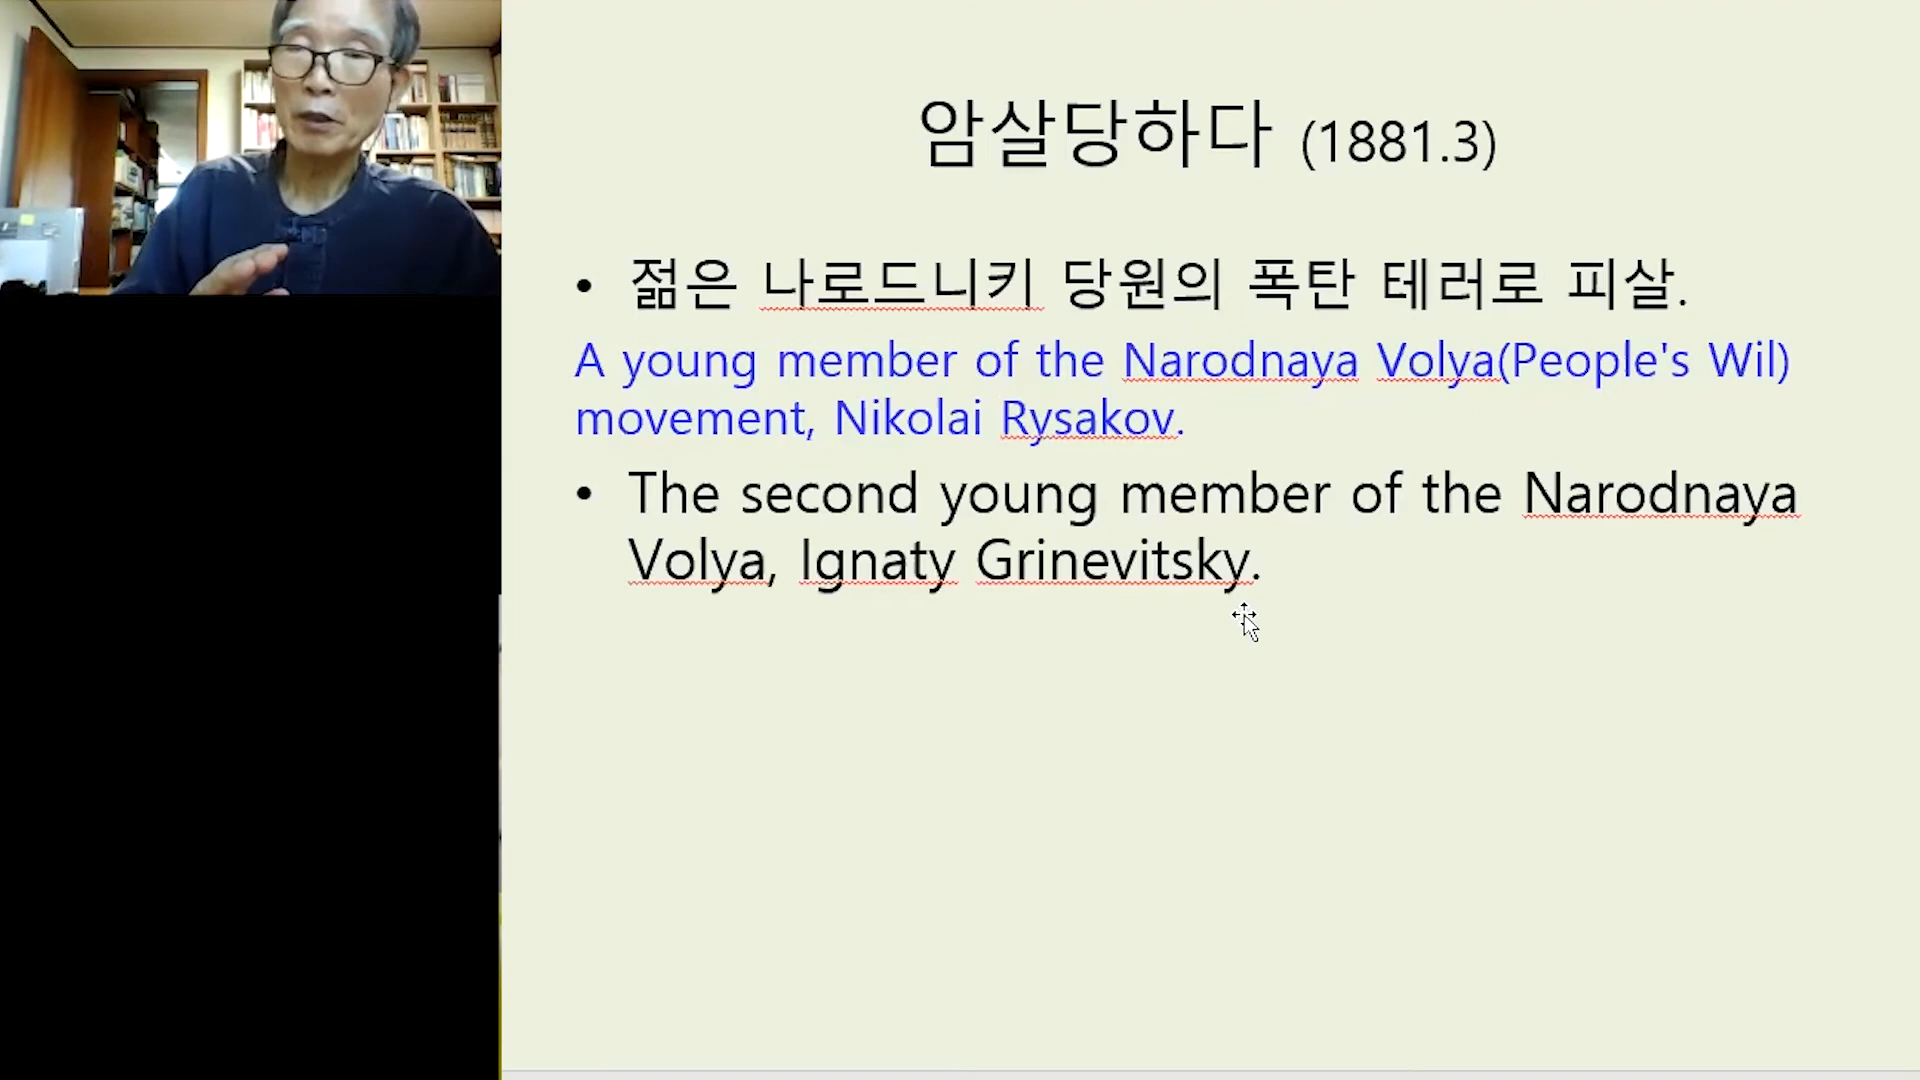 암살당하다 (1881.3)
• 젊은 나로드니키 당원의 폭탄 테러로 피살.
A young member of the Narodnaya Volya(People's Wil)
movement, Nikolai Rysakov.
• The second young member of the Narodnaya
Volya, Ignaty Grinevitsky.